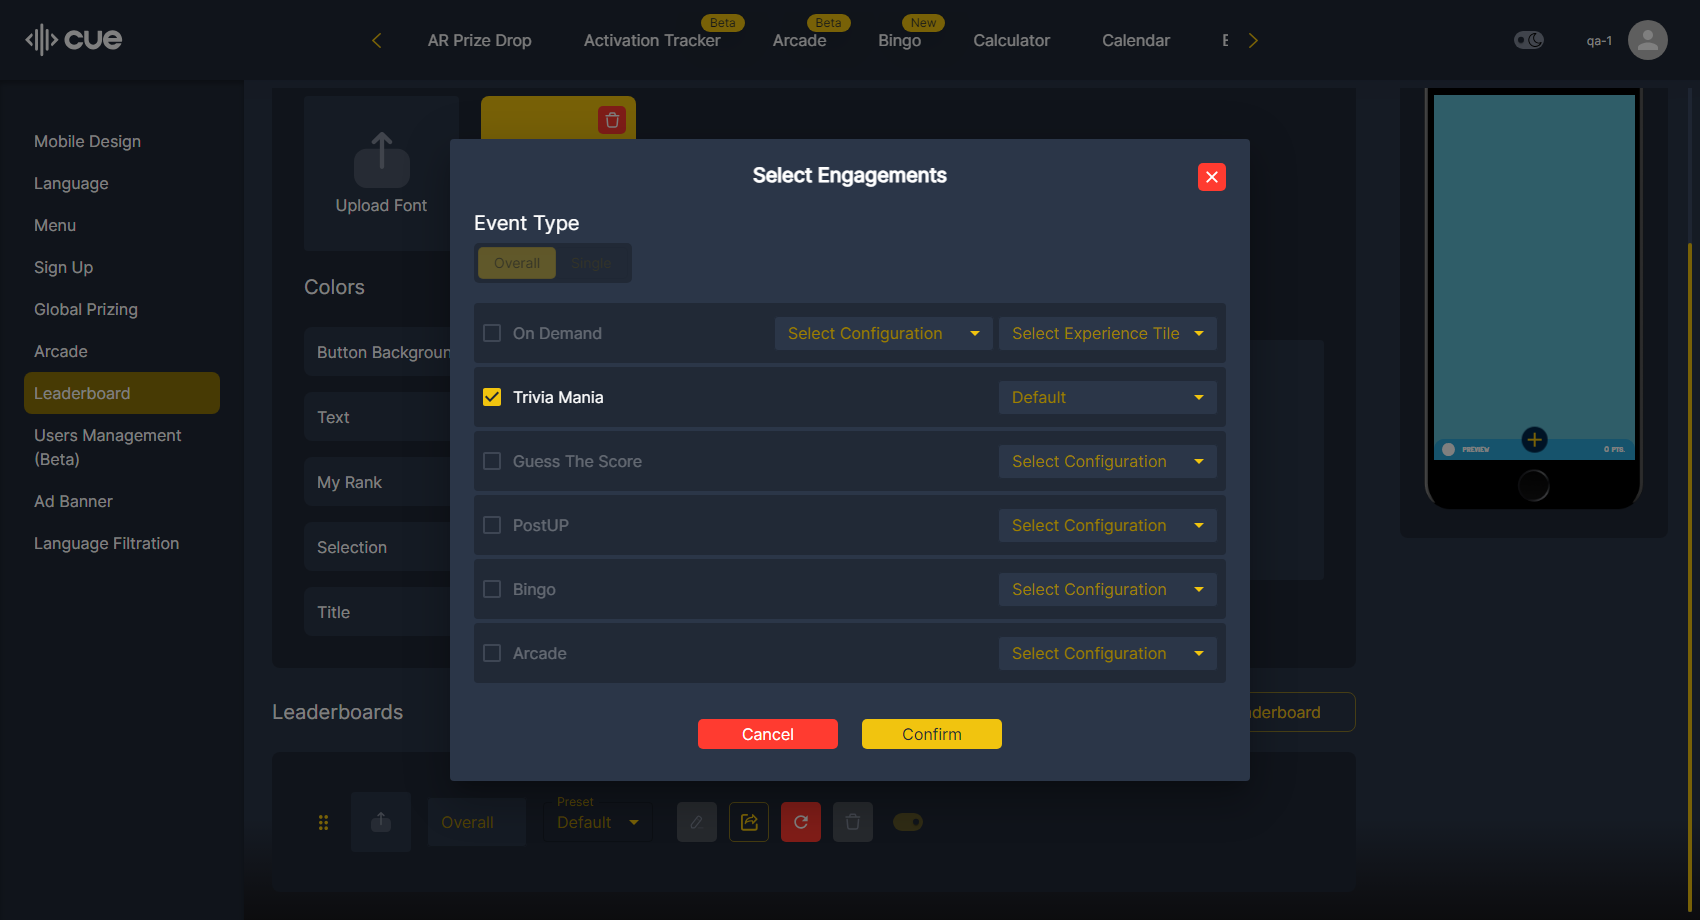 cue
AR Prize Drop
Activation Tracker
Beta
Arcade
Beta
Bingo
New
Calculator
Calendar
qa-1
Mobile Design
Language
Menu
Sign Up
Global Prizing
Arcade
Leaderboard
Users Management
(Beta)
Ad Banner
Language Filtration
Upload Font
Colors
Button Backgroun
Text
My Rank
Selection
Title
Select Engagements
Event Type
Overall
Single
On Demand
Select Configuration
Select Experience Tile
Trivia Mania
Default
Guess The Score
Select Configuration
PostUP
Select Configuration
Bingo
Select Configuration
Arcade
Select Configuration
Cancel
Confirm
PREVIEW
0 PTS.
Leaderboards
derboard
Overall
Preset
Default